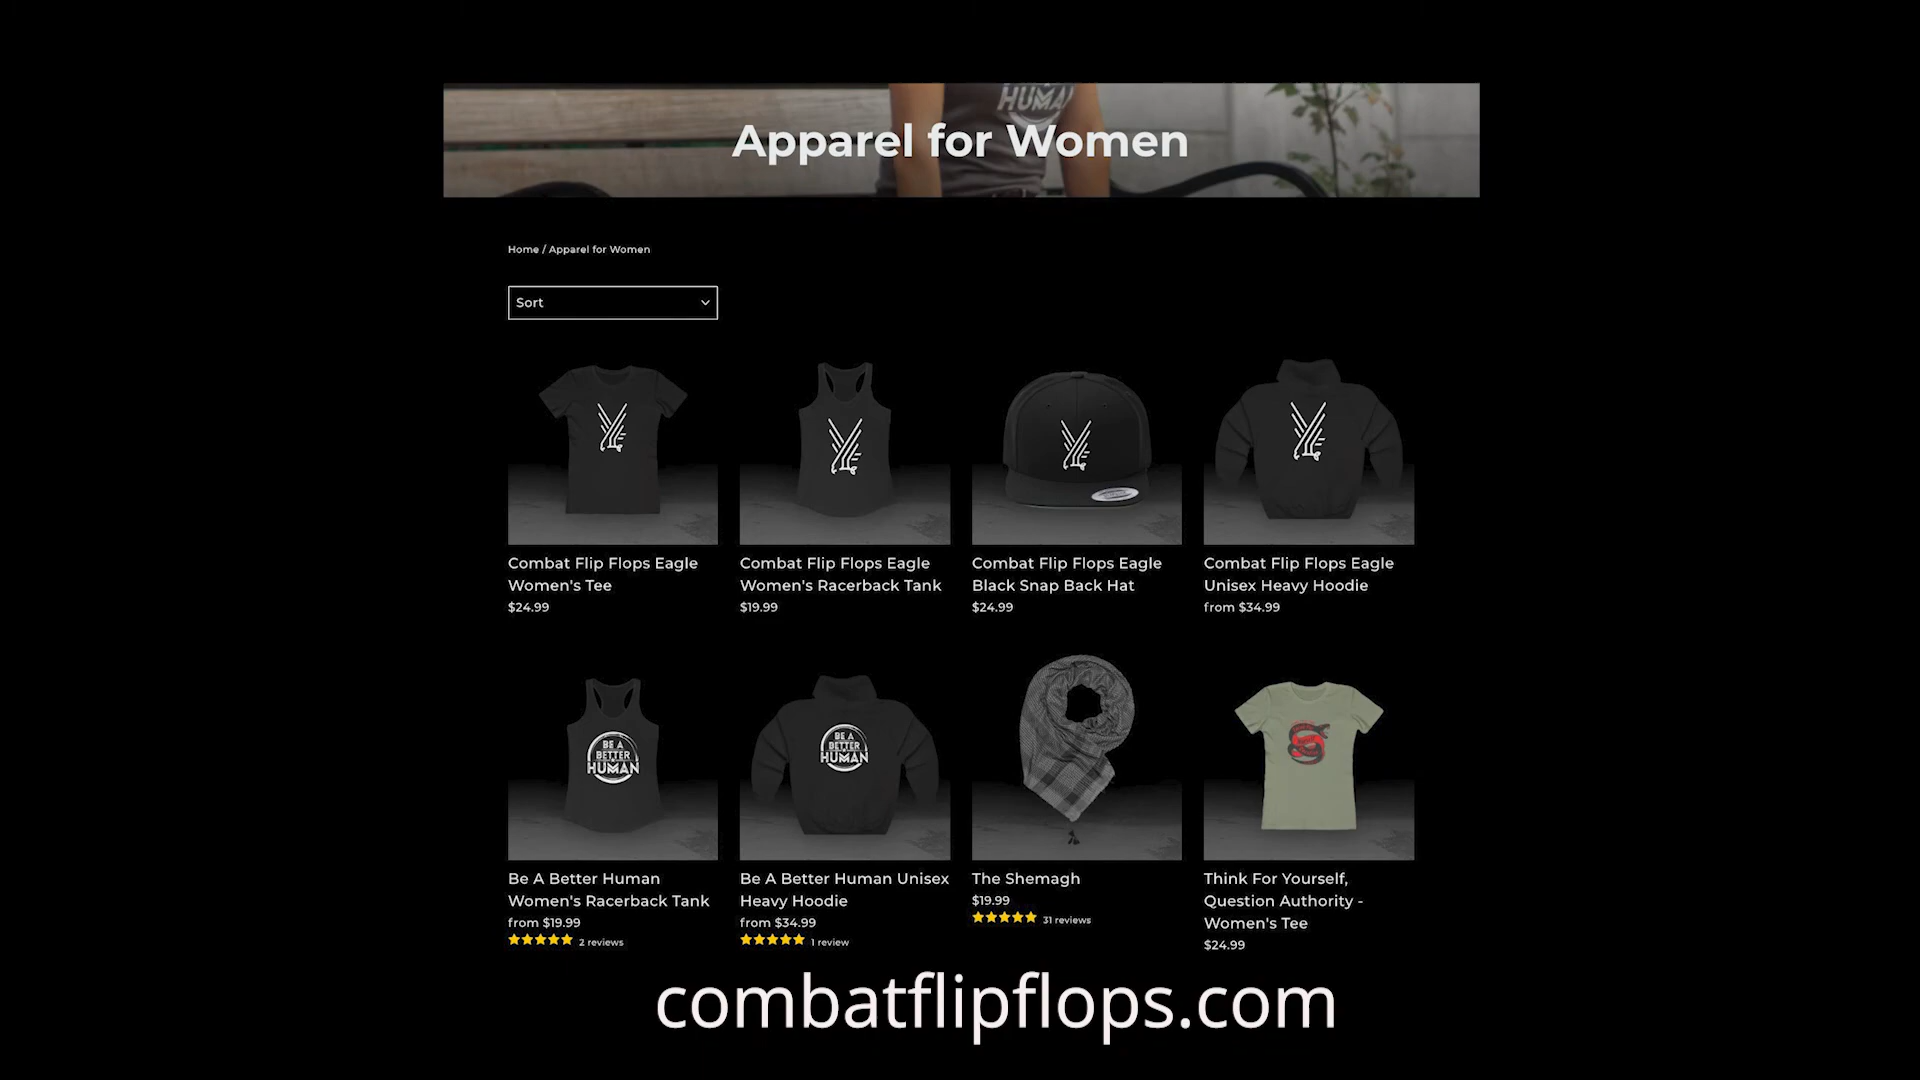 HUMAN
Apparel for Women
Home / Apparel for Women
Sort
Combat Flip Flops Eagle
Women's Tee
$24.99
Combat Flip Flops Eagle
Women's Racerback Tank
$19.99
Combat Flip Flops Eagle
Black Snap Back Hat
$24.99
Combat Flip Flops Eagle
Unisex Heavy Hoodie
from $34.99
BE A
BETTER
HUMAN
Be A Better Human
Women's Racerback Tank
from $19.99
2 reviews
BE A
BETTER
HUMAN
Be A Better Human Unisex
Heavy Hoodie
from $34.99
1 review
The Shemagh
$19.99
31 reviews
Think For Yourself,
Question Authority -
Women's Tee
$24.99
combatflipflops.com